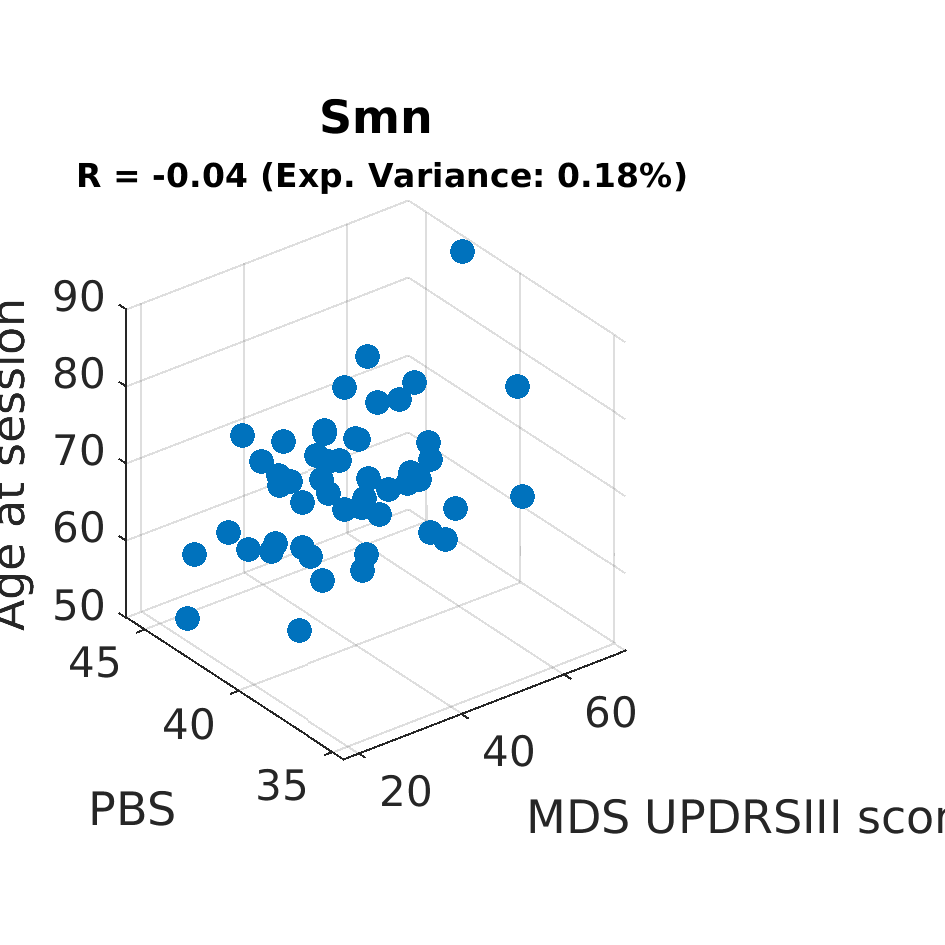 Smn
R = -0.04 (Exp. Variance: 0.18%)
90
80
70
60
50
Age at session
45
40
35
PBS
20
40
60
MDS UPDRSIII scor